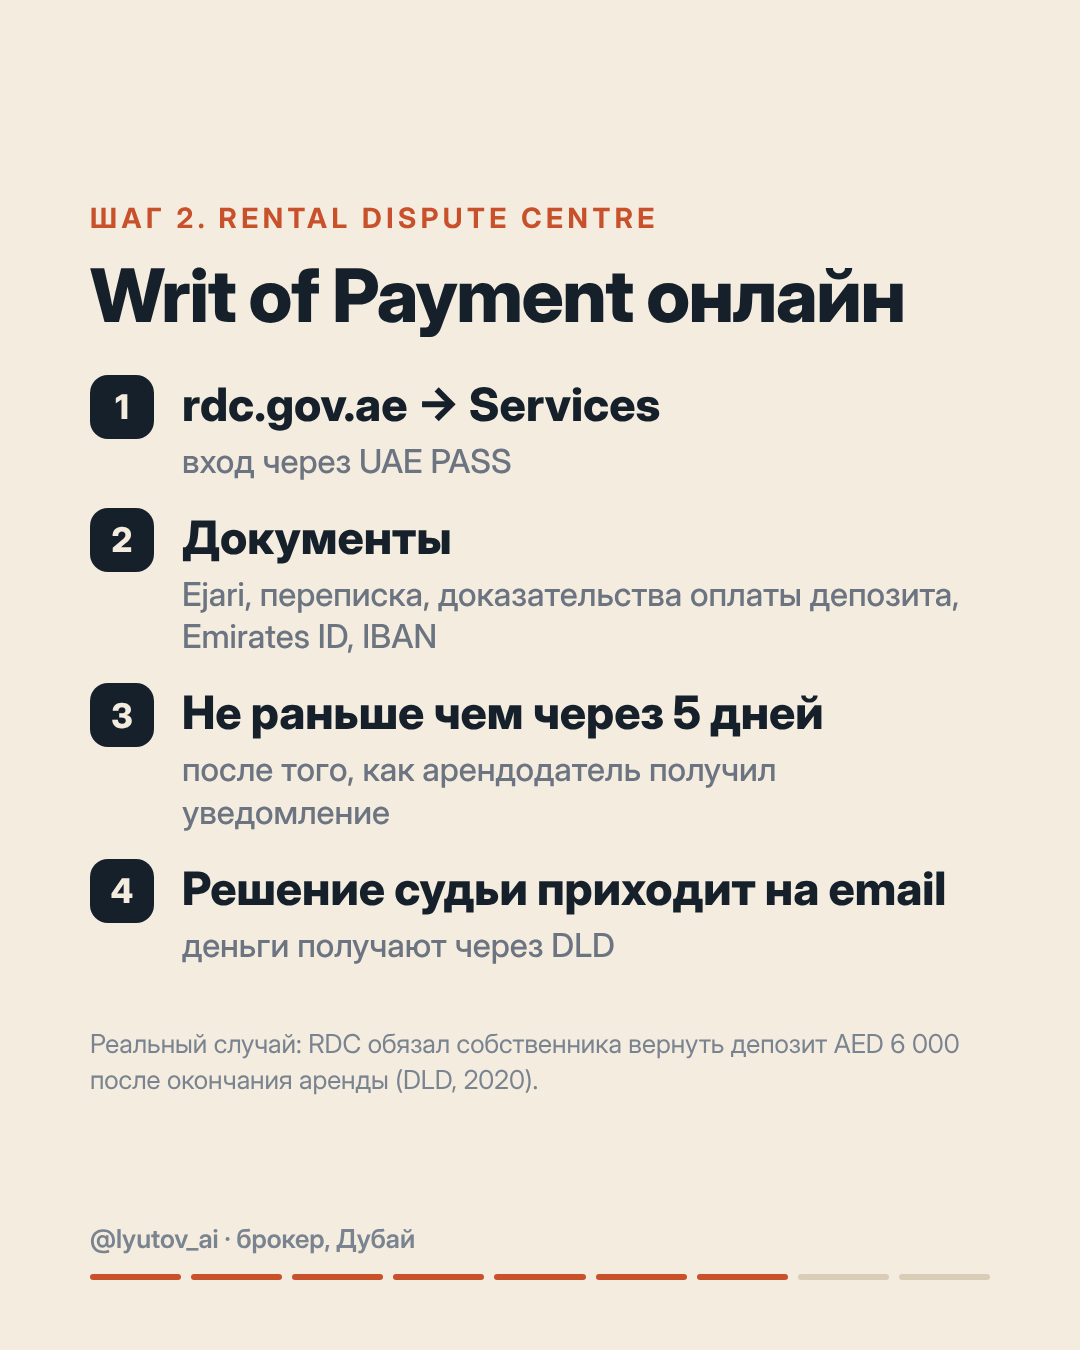 ШАГ 2. RENTAL DISPUTE CENTRE
Writ of Payment онлайн
1
rdc.gov.ae → Services
вход через UAE PASS
2
Документы
Ejari, переписка, доказательства оплаты депозита,
Emirates ID, IBAN
3
Не раньше чем через 5 дней
после того, как арендодатель получил
уведомление
4
Решение судьи приходит на email
деньги получают через DLD
Реальный случай: RDC обязал собственника вернуть депозит AED 6 000
после окончания аренды (DLD, 2020).
@lyutov_ai · брокер, Дубай